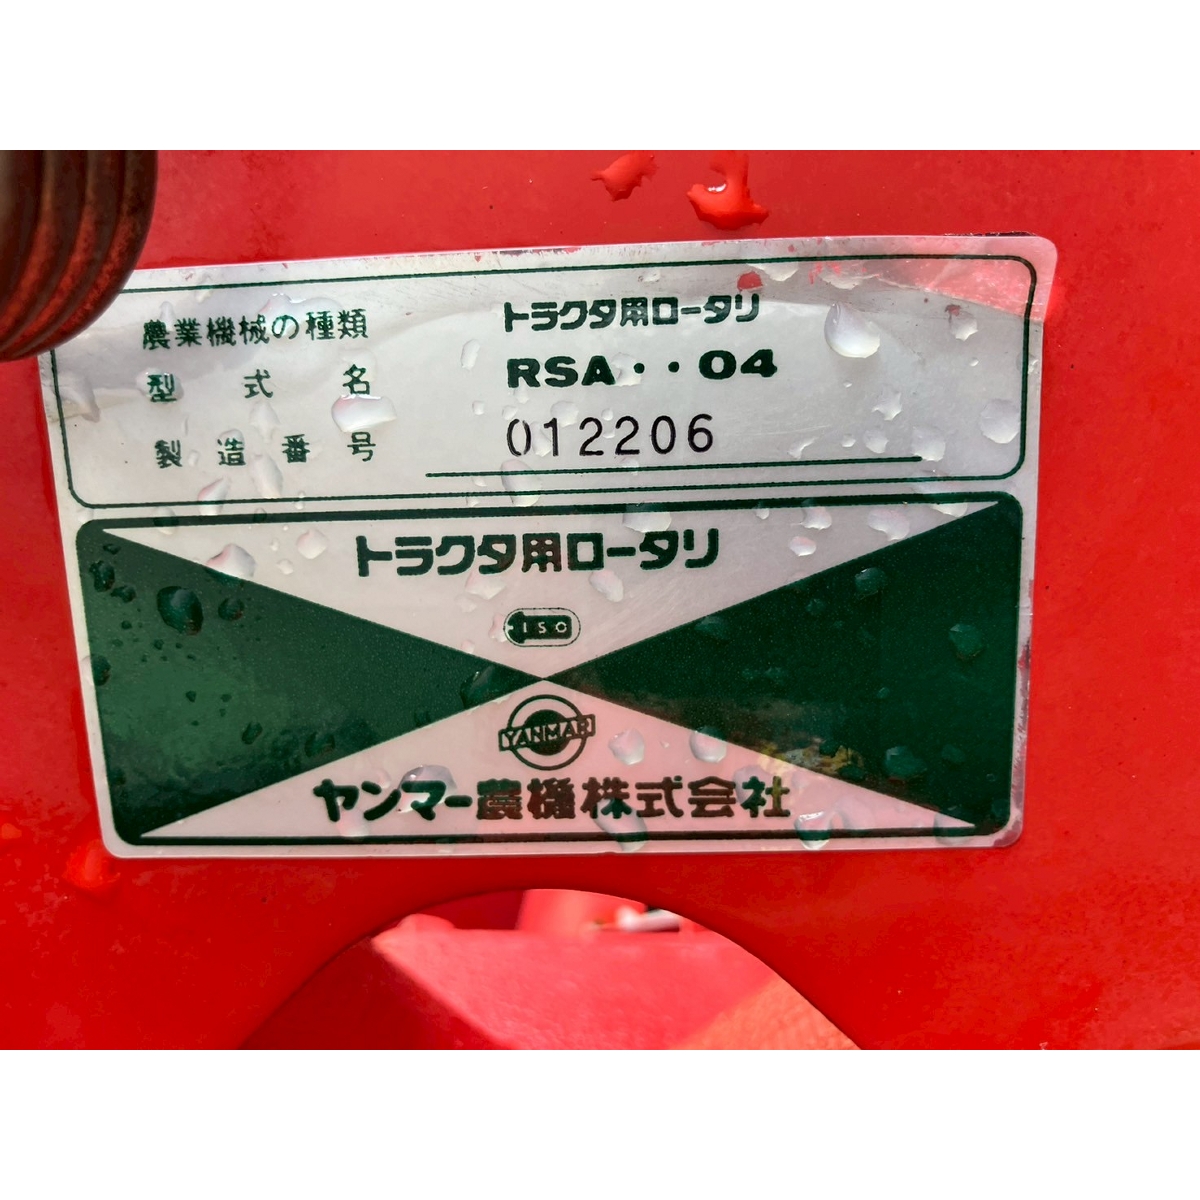 農業機械の種類 トラクタ用ロータリ
型式名 RSA・・04
製造番号 012206
トラクタ用ロータリ
ISO
YANMAR
ヤンマー農機株式会社